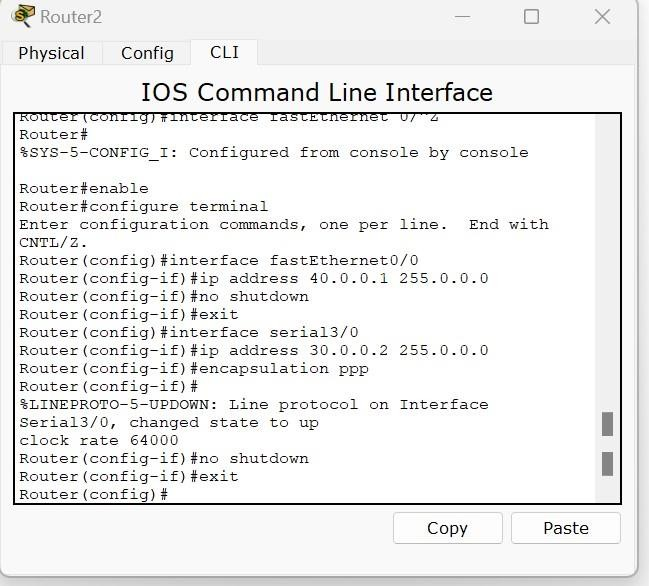 Router2
Physical Config CLI
IOS Command Line Interface
Router(config)#interface fastEthernet 0/^Z
Router#
%SYS-5-CONFIG_I: Configured from console by console
Router#enable
Router#configure terminal
Enter configuration commands, one per line.  End with
CNTL/Z.
Router(config)#interface fastEthernet0/0
Router(config-if)#ip address 40.0.0.1 255.0.0.0
Router(config-if)#no shutdown
Router(config-if)#exit
Router(config)#interface serial3/0
Router(config-if)#ip address 30.0.0.2 255.0.0.0
Router(config-if)#encapsulation ppp
Router(config-if)#
%LINEPROTO-5-UPDOWN: Line protocol on Interface
Serial3/0, changed state to up
clock rate 64000
Router(config-if)#no shutdown
Router(config-if)#exit
Router(config)#
Copy Paste